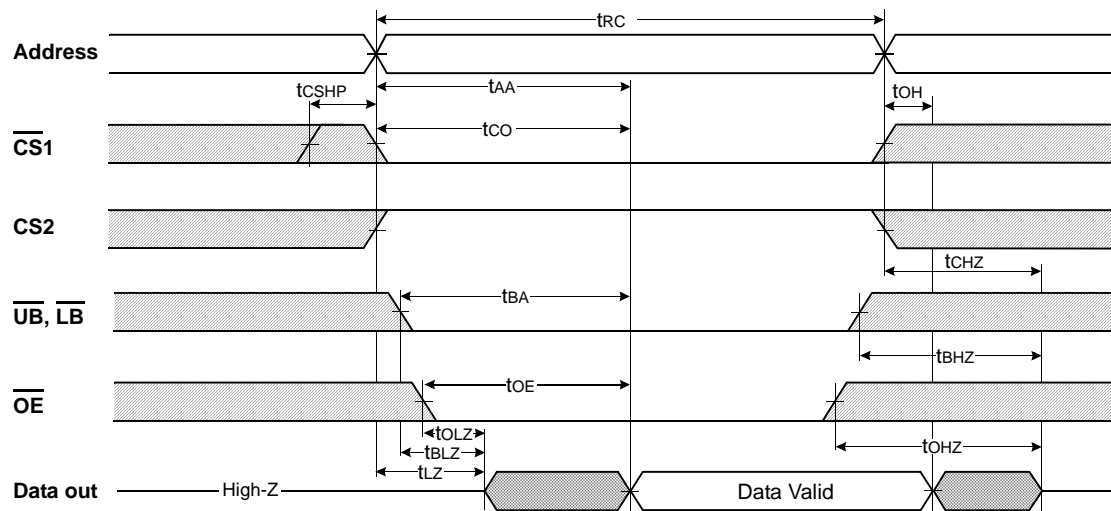 tRC
Address
tCSHP
tAA
tOH
tCO
CS1
CS2
tCHZ
tBA
UB, LB
tBHZ
tOE
OE
tOLZ
tBLZ
tOHZ
tLZ
Data out
High-Z
Data Valid